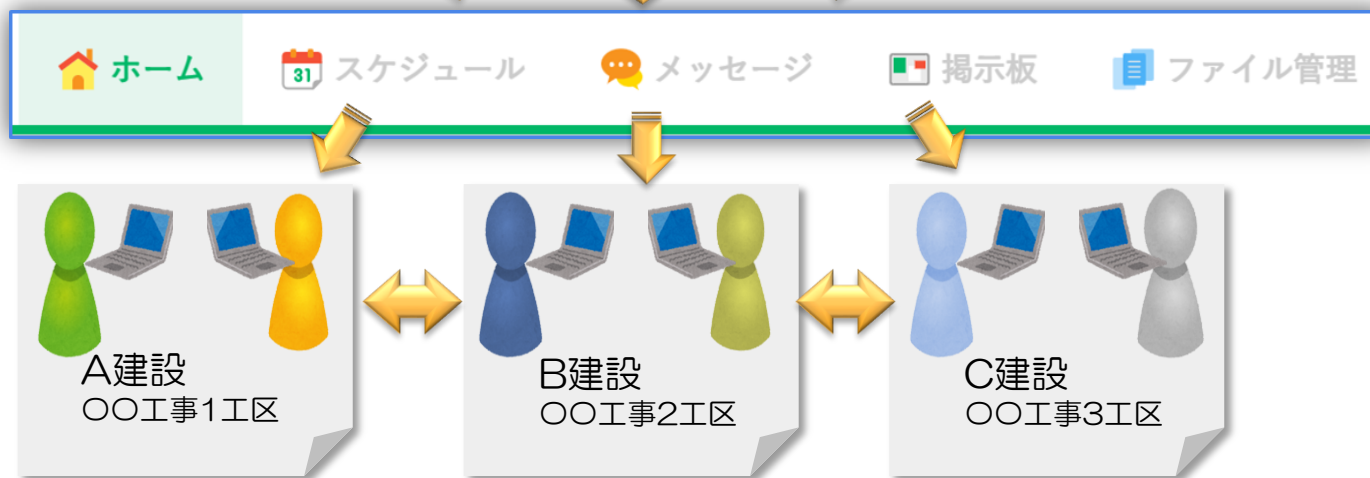 ホーム 31 スケジュール メッセージ 掲示板 ファイル管理
A建設
〇〇工事1工区
B建設
〇〇工事2工区
C建設
〇〇工事3工区